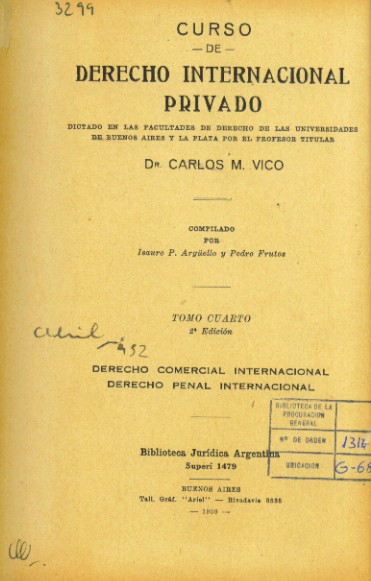 3299
CURSO
— DE —
DERECHO INTERNACIONAL
PRIVADO
DICTADO EN LAS FACULTADES DE DERECHO DE LAS UNIVERSIDADES
DE BUENOS AIRES Y LA PLATA POR EL PROFESOR TITULAR
DR. CARLOS M. VICO
COMPILADO
POR
Isauro P. Argüello y Pedro Frutos
TOMO CUARTO
2ª Edición
Abril
952
DERECHO COMERCIAL INTERNACIONAL
DERECHO PENAL INTERNACIONAL
BIBLIOTECA DE LA
PROCURACION
GENERAL
Nº DE ORDEN 1316
UBICACION G-68
Biblioteca Jurídica Argentina
Superí 1479
BUENOS AIRES
Tall. Gráf. "Ariel" — Rivadavia